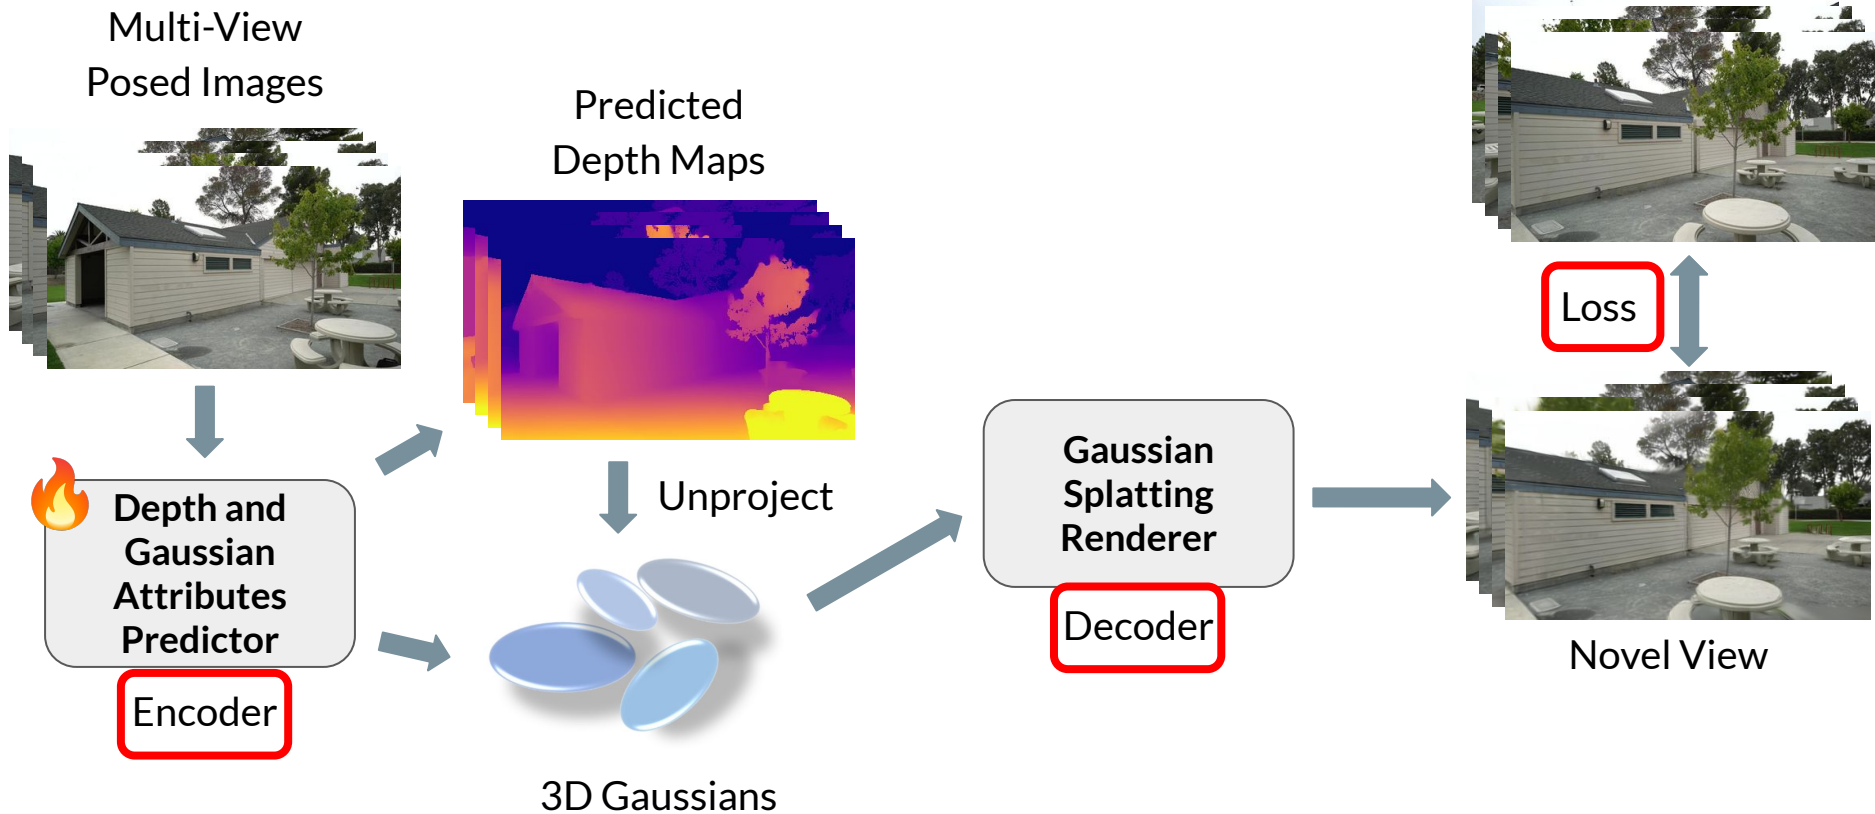 Multi-View
Posed Images
Predicted
Depth Maps
Loss
Unproject
Gaussian
Splatting
Renderer
Depth and
Gaussian
Attributes
Predictor
Decoder
Novel View
Encoder
3D Gaussians